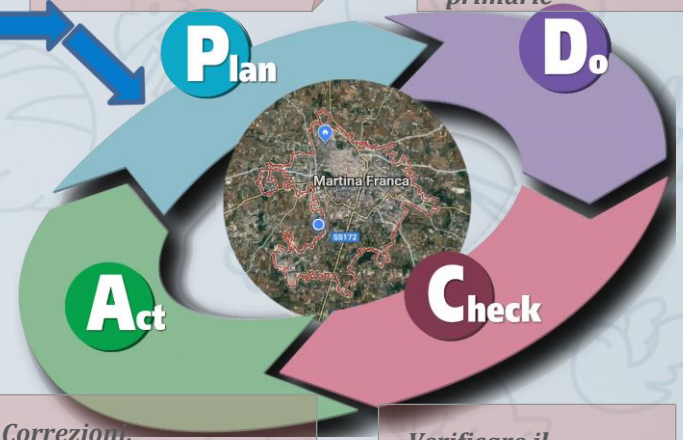 primarie
Plan
Do
Martina Franca
SS172
Act
Check
Correzioni,
Verificare il